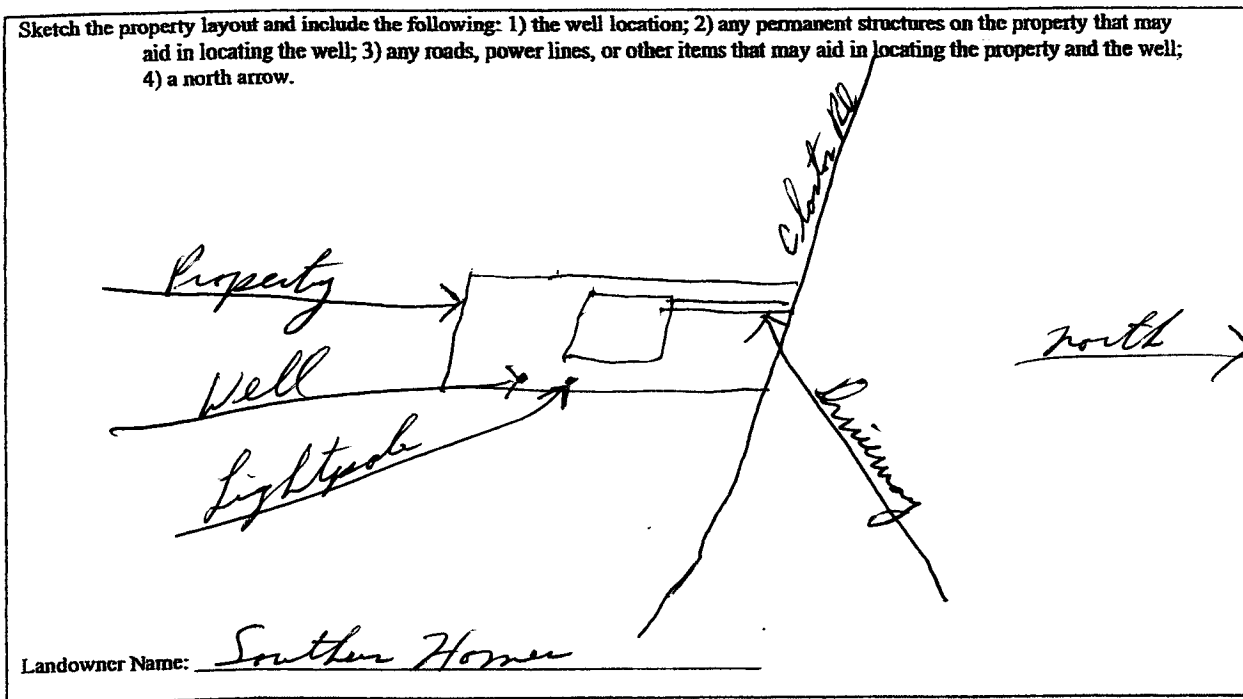 Sketch the property layout and include the following: 1) the well location; 2) any permanent structures on the property that may
aid in locating the well; 3) any roads, power lines, or other items that may aid in locating the property and the well;
4) a north arrow.
Rd
Property
north
Well
Driveway
Lightpole
Landowner Name: Southern Homes